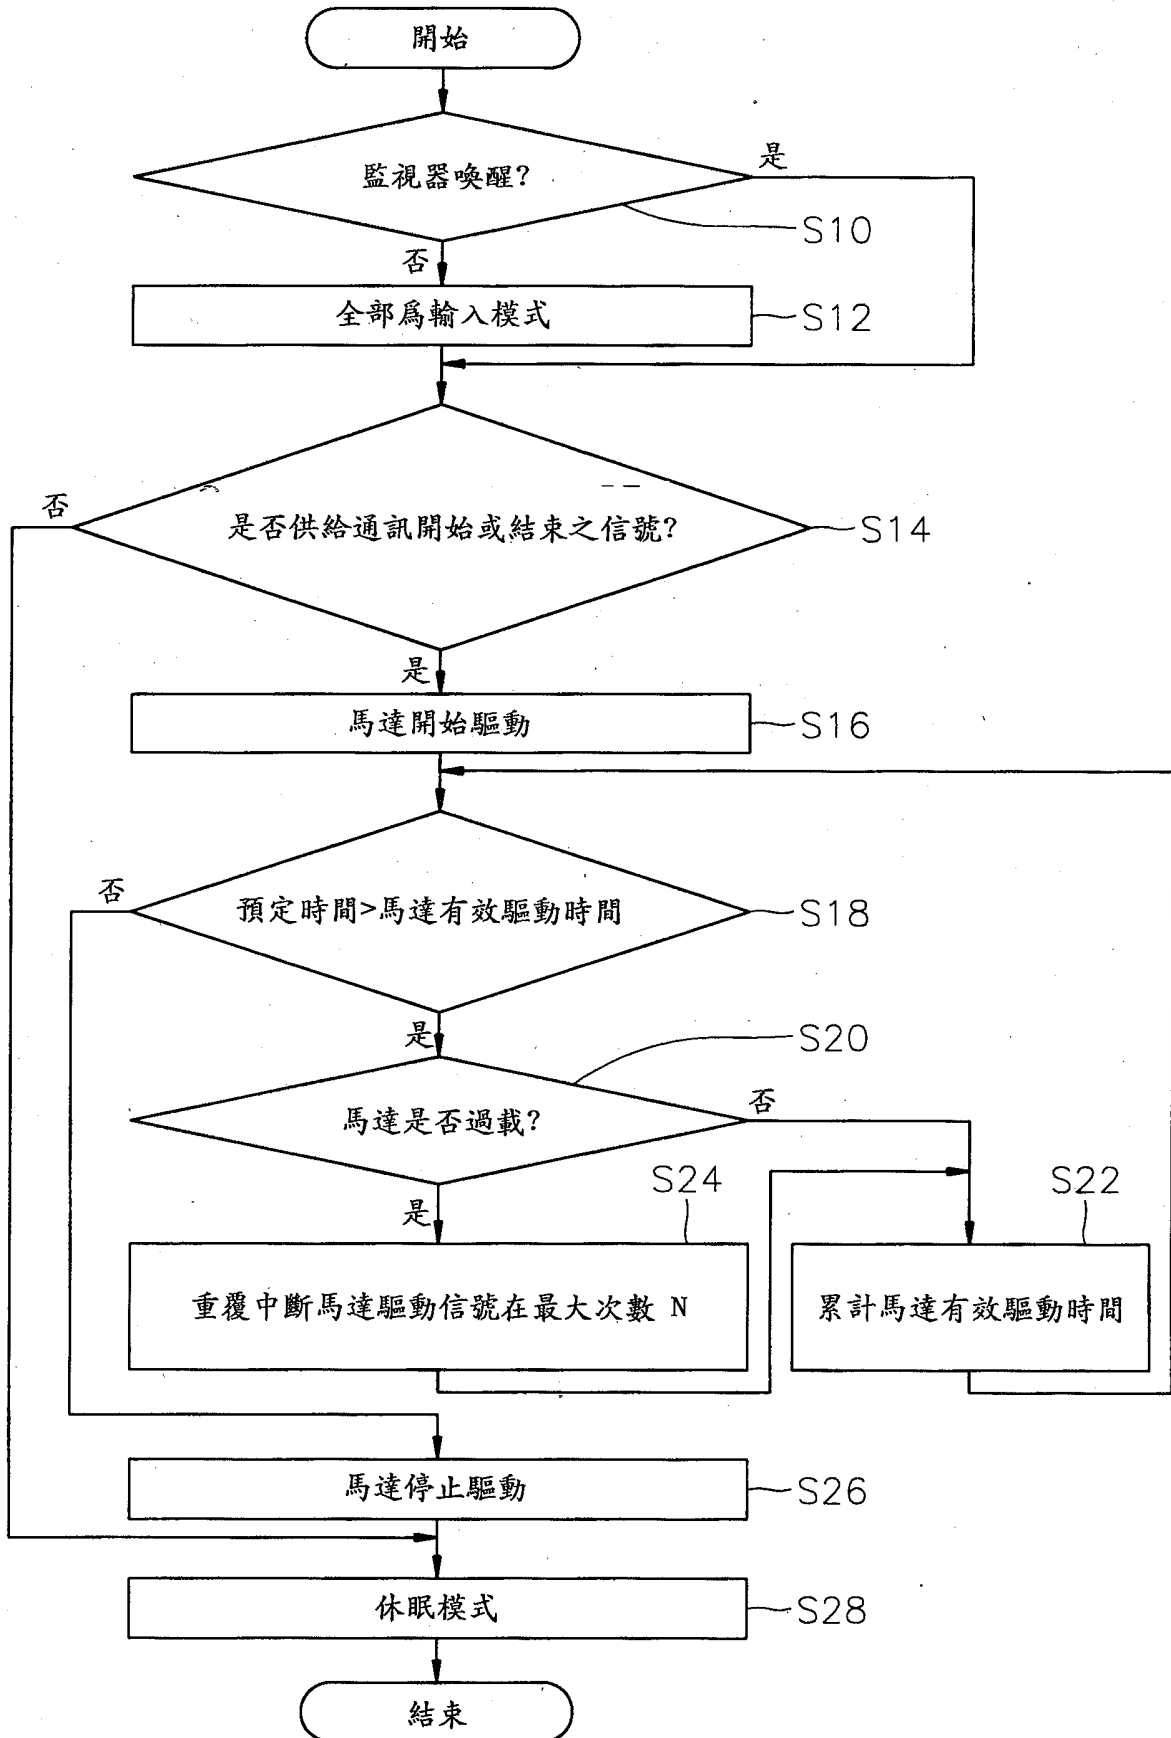 開始
監視器喚醒?
是
S10
否
全部爲輸入模式
S12
否
是否供給通訊開始或結束之信號?
S14
是
馬達開始驅動
S16
否
預定時間>馬達有效驅動時間
S18
是
S20
馬達是否過載?
否
S24
S22
是
重覆中斷馬達驅動信號在最大次數 N
累計馬達有效驅動時間
馬達停止驅動
S26
休眠模式
S28
結束